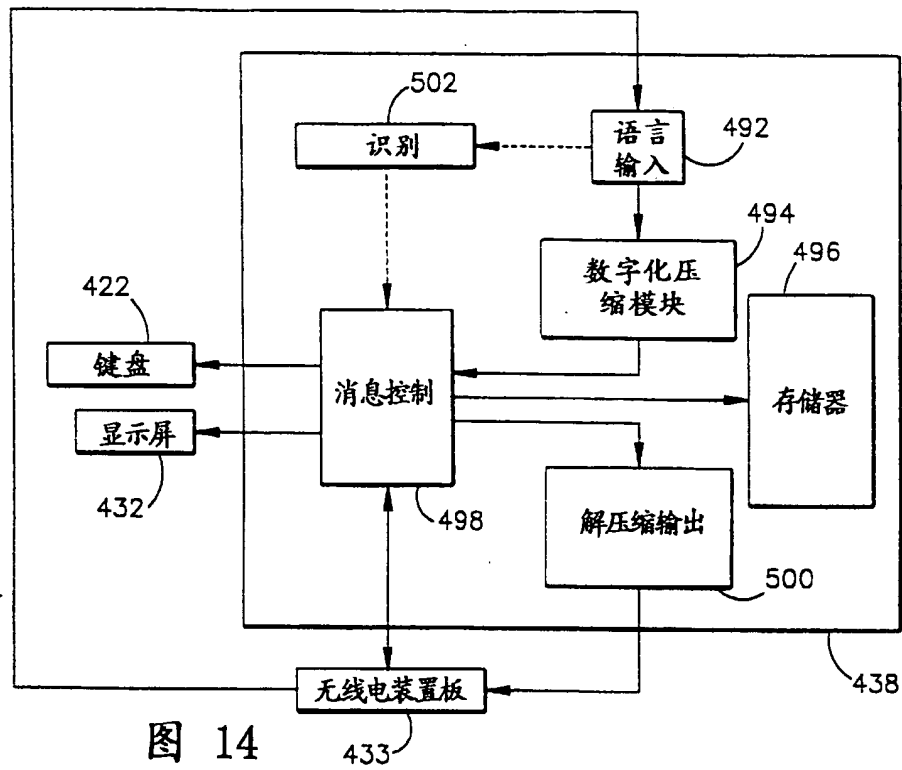 502
识别
语言
输入
492
494
数字化压
缩模块
496
422
键盘
消息控制
存储器
显示屏
432
498
解压缩输出
500
438
无线电装置板
433
图 14